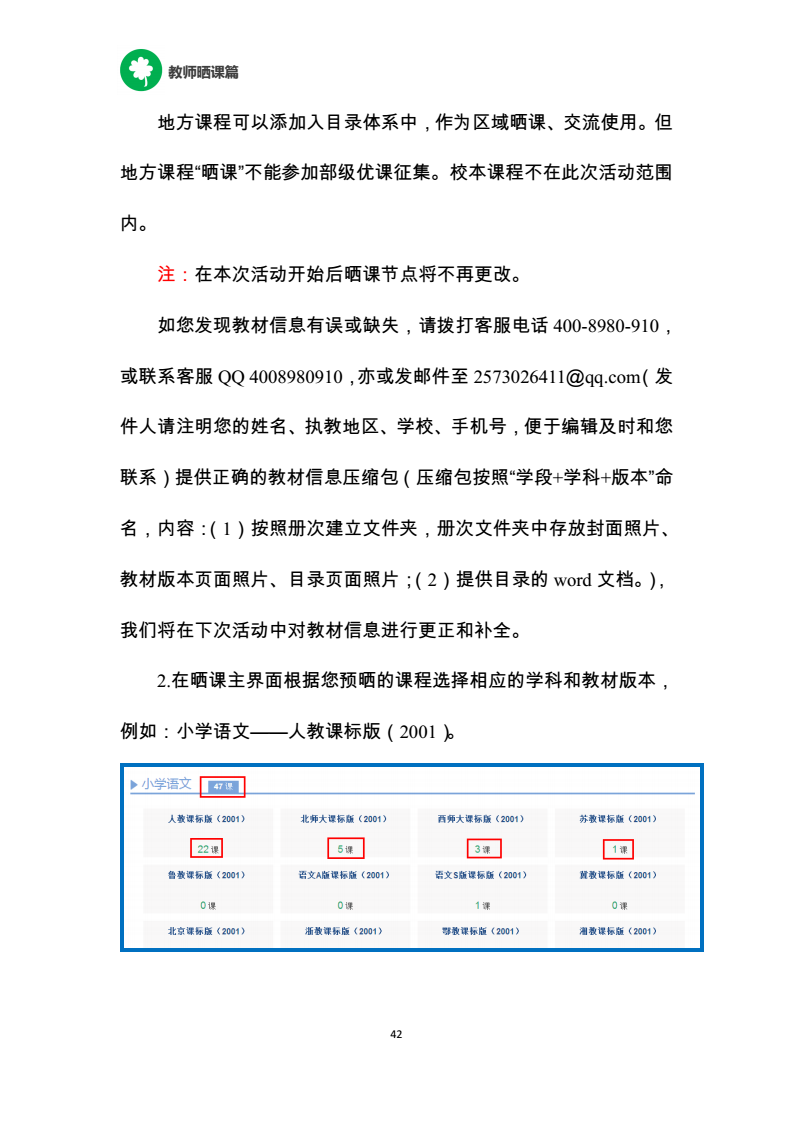 教师晒课篇
地方课程可以添加入目录体系中，作为区域晒课、交流使用。但
地方课程“晒课”不能参加部级优课征集。校本课程不在此次活动范围
内。
注：在本次活动开始后晒课节点将不再更改。
如您发现教材信息有误或缺失，请拨打客服电话 400-8980-910，
或联系客服 QQ 4008980910，亦或发邮件至 2573026411@qq.com（发
件人请注明您的姓名、执教地区、学校、手机号，便于编辑及时和您
联系）提供正确的教材信息压缩包（压缩包按照“学段+学科+版本”命
名，内容：（1）按照册次建立文件夹，册次文件夹中存放封面照片、
教材版本页面照片、目录页面照片；（2）提供目录的 word 文档。），
我们将在下次活动中对教材信息进行更正和补全。
2.在晒课主界面根据您预晒的课程选择相应的学科和教材版本，
例如：小学语文——人教课标版（2001）。
小学语文 47 课
人教课标版（2001） 北师大课标版（2001） 西师大课标版（2001） 苏教课标版（2001）
22 课 5 课 3 课 1 课
鲁教课标版（2001） 语文A版课标版（2001） 语文S版课标版（2001） 冀教课标版（2001）
0 课 0 课 1 课 0 课
北京课标版（2001） 浙教课标版（2001） 鄂教课标版（2001） 湘教课标版（2001）
42